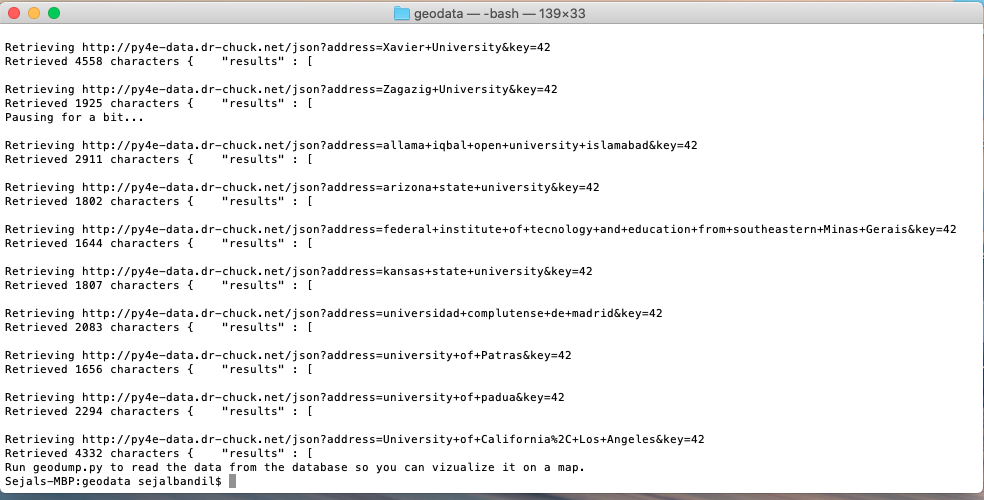 geodata — -bash — 139×33
Retrieving http://py4e-data.dr-chuck.net/json?address=Xavier+University&key=42
Retrieved 4558 characters {    "results" : [
Retrieving http://py4e-data.dr-chuck.net/json?address=Zagazig+University&key=42
Retrieved 1925 characters {    "results" : [
Pausing for a bit...
Retrieving http://py4e-data.dr-chuck.net/json?address=allama+iqbal+open+university+islamabad&key=42
Retrieved 2911 characters {    "results" : [
Retrieving http://py4e-data.dr-chuck.net/json?address=arizona+state+university&key=42
Retrieved 1802 characters {    "results" : [
Retrieving http://py4e-data.dr-chuck.net/json?address=federal+institute+of+tecnology+and+education+from+southeastern+Minas+Gerais&key=42
Retrieved 1644 characters {    "results" : [
Retrieving http://py4e-data.dr-chuck.net/json?address=kansas+state+university&key=42
Retrieved 1807 characters {    "results" : [
Retrieving http://py4e-data.dr-chuck.net/json?address=universidad+complutense+de+madrid&key=42
Retrieved 2083 characters {    "results" : [
Retrieving http://py4e-data.dr-chuck.net/json?address=university+of+Patras&key=42
Retrieved 1656 characters {    "results" : [
Retrieving http://py4e-data.dr-chuck.net/json?address=university+of+padua&key=42
Retrieved 2294 characters {    "results" : [
Retrieving http://py4e-data.dr-chuck.net/json?address=University+of+California%2C+Los+Angeles&key=42
Retrieved 4332 characters {    "results" : [
Run geodump.py to read the data from the database so you can vizualize it on a map.
Sejals-MBP:geodata sejalbandil$